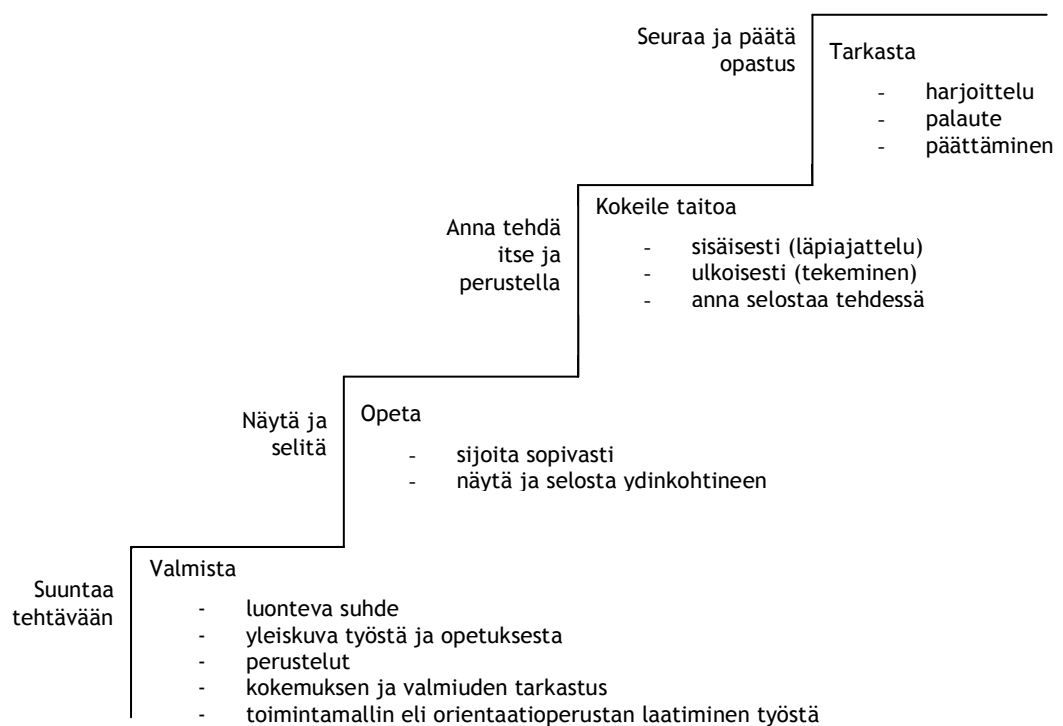 Seuraa ja päätä
opastus
Tarkasta
- harjoittelu
- palaute
- päättäminen
Anna tehdä
itse ja
perustella
Kokeile taitoa
- sisäisesti (läpiajattelu)
- ulkoisesti (tekeminen)
- anna selostaa tehdessä
Näytä ja
selitä
Opeta
- sijoita sopivasti
- näytä ja selosta ydinkohtineen
Suuntaa
tehtävään
Valmista
- luonteva suhde
- yleiskuva työstä ja opetuksesta
- perustelut
- kokemuksen ja valmiuden tarkastus
- toimintamallin eli orientaatioperustan laatiminen työstä